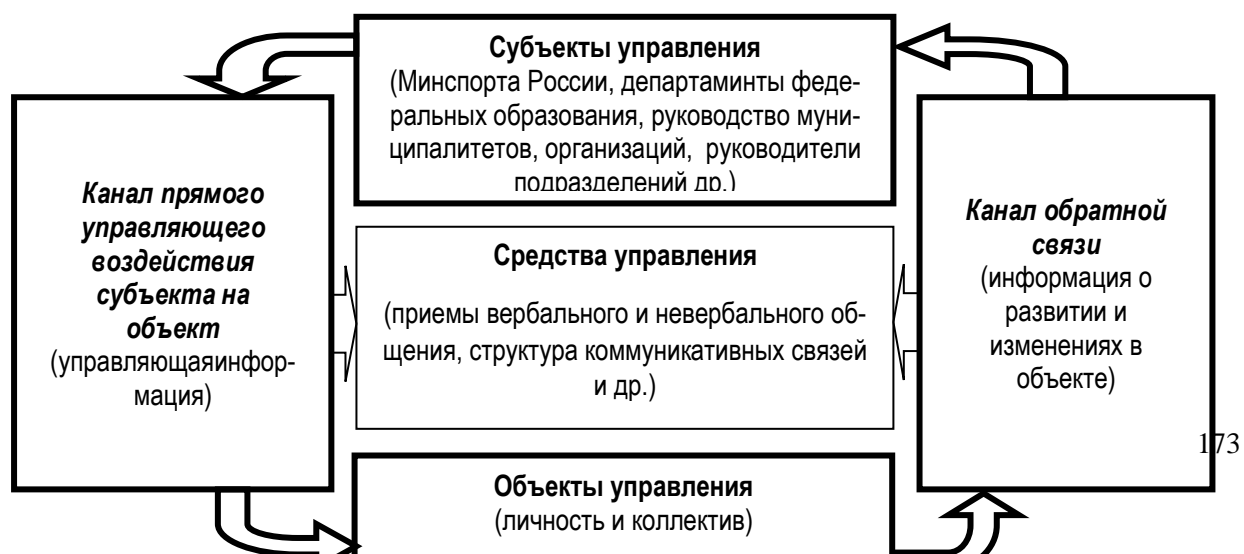 Субъекты управления
(Минспорта России, департаминты феде-
ральных образования, руководство муни-
ципалитетов, организаций, руководители
подразделений др.)
Канал прямого
управляющего
воздействия
субъекта на
объект
(управляющаяинфор-
мация)
Средства управления
(приемы вербального и невербального об-
щения, структура коммуникативных связей
и др.)
Канал обратной
связи
(информация о
развитии и
изменениях в
объекте)
173
Объекты управления
(личность и коллектив)